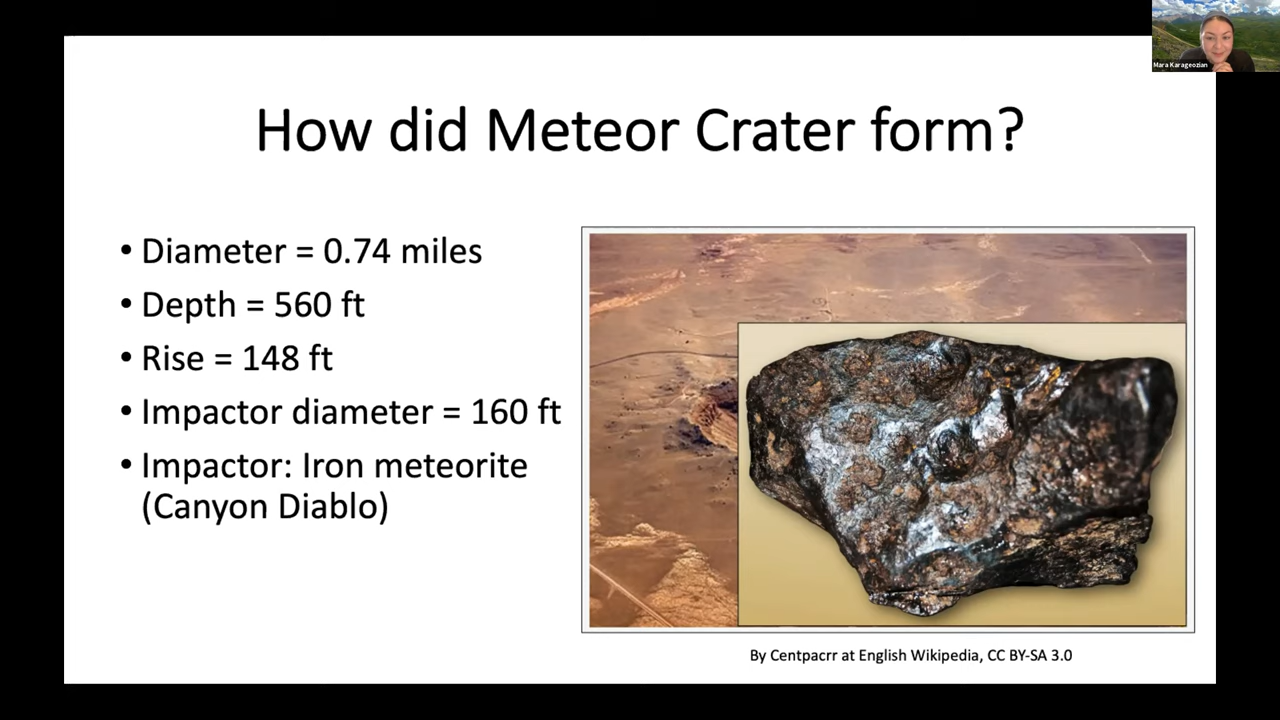 Mara Karageozian
How did Meteor Crater form?
• Diameter = 0.74 miles
• Depth = 560 ft
• Rise = 148 ft
• Impactor diameter = 160 ft
• Impactor: Iron meteorite
(Canyon Diablo)
By Centpacrr at English Wikipedia, CC BY-SA 3.0